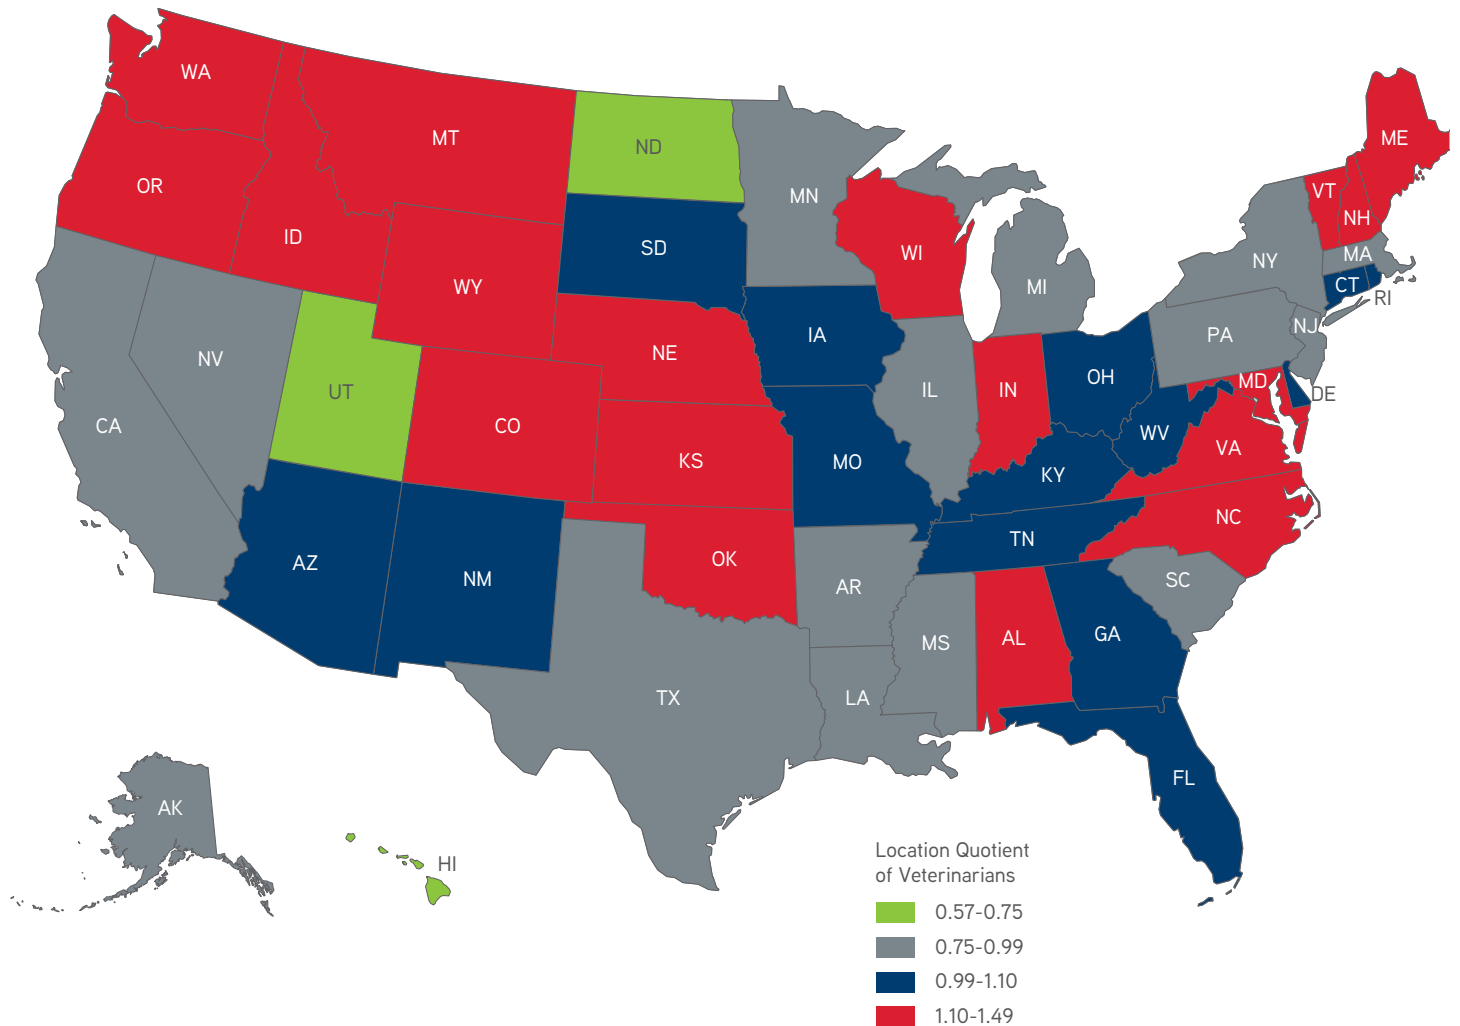 WA
MT
ND
ME
OR
MN
VT
NH
ID
SD
WI
NY
MA
WY
MI
CT
RI
IA
PA
NJ
NV
NE
UT
IL
IN
OH
MD
DE
CA
CO
KS
MO
KY
WV
VA
NC
AZ
NM
OK
TN
AR
SC
MS
AL
GA
TX
LA
FL
AK
HI
Location Quotient
of Veterinarians
0.57-0.75
0.75-0.99
0.99-1.10
1.10-1.49